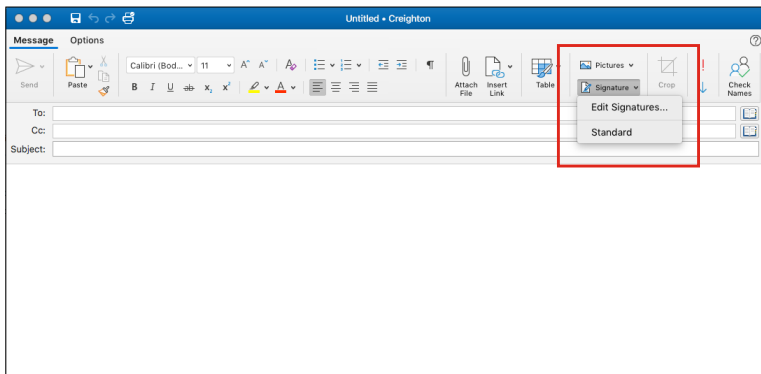 Untitled • Creighton
Message Options
Calibri (Bod... 11 A^ A˅ A Pictures !
Send Paste B I U ab x₂ x² A Attach File Insert Link Table Signature Crop Check Names
Edit Signatures...
To:
Standard
Cc:
Subject: